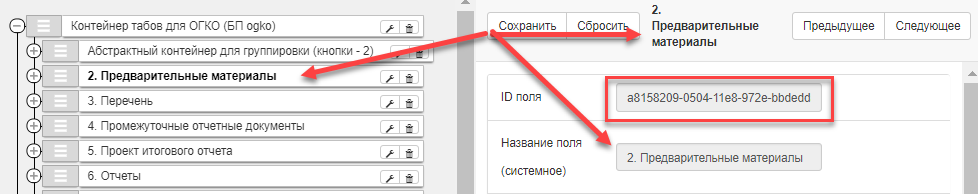 Контейнер табов для ОГКО (БП ogko)
Абстрактный контейнер для группировки (кнопки - 2)
2. Предварительные материалы
3. Перечень
4. Промежуточные отчетные документы
5. Проект итогового отчета
6. Отчеты
Сохранить
Сбросить
2.
Предварительные
материалы
Предыдущее
Следующее
ID поля
a8158209-0504-11e8-972e-bbdedd
Название поля
(системное)
2. Предварительные материалы